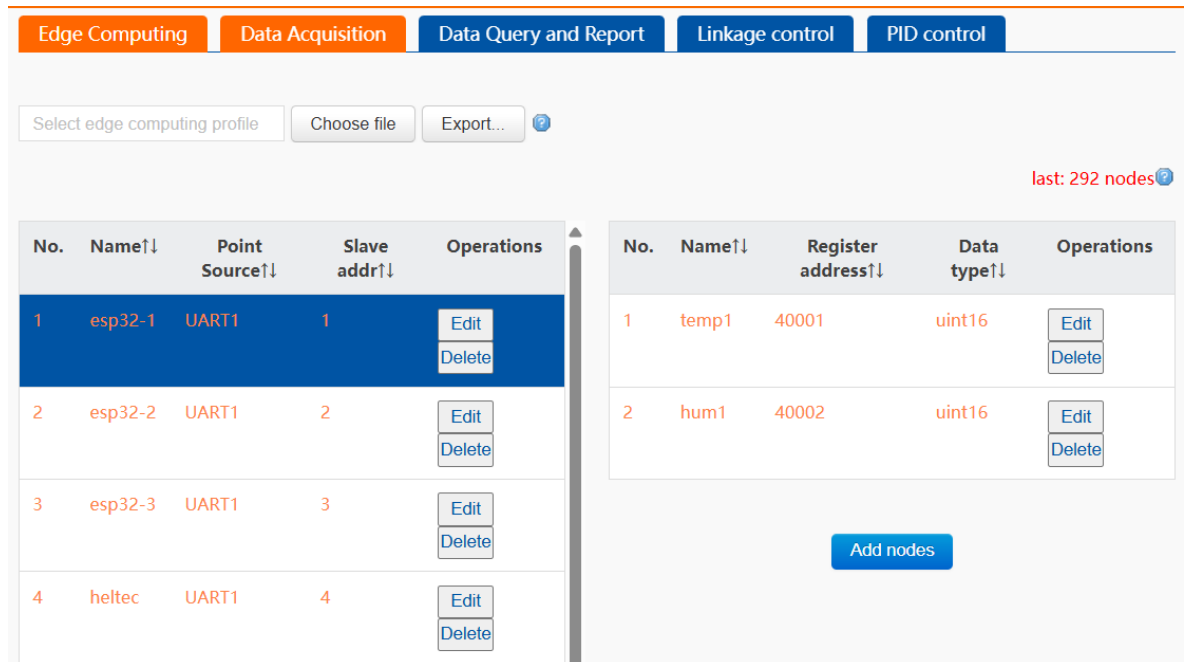 Edge Computing Data Acquisition Data Query and Report Linkage control PID control
Select edge computing profile Choose file Export...
last: 292 nodes
No. Name↑↓ Point Source↑↓ Slave addr↑↓ Operations
1 esp32-1 UART1 1 Edit
Delete
2 esp32-2 UART1 2 Edit
Delete
3 esp32-3 UART1 3 Edit
Delete
4 heltec UART1 4 Edit
Delete
No. Name↑↓ Register address↑↓ Data type↑↓ Operations
1 temp1 40001 uint16 Edit
Delete
2 hum1 40002 uint16 Edit
Delete
Add nodes